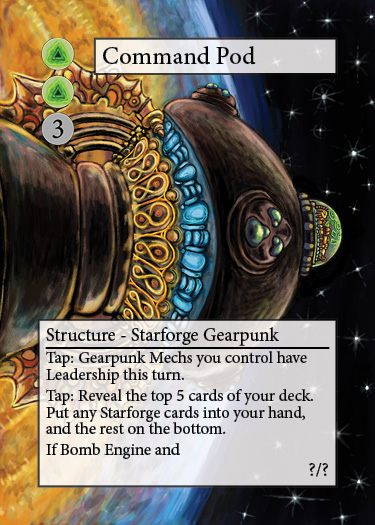 Command Pod
3
Structure - Starforge Gearpunk
Tap: Gearpunk Mechs you control have
Leadership this turn.
Tap: Reveal the top 5 cards of your deck.
Put any Starforge cards into your hand,
and the rest on the bottom.
If Bomb Engine and
?/?